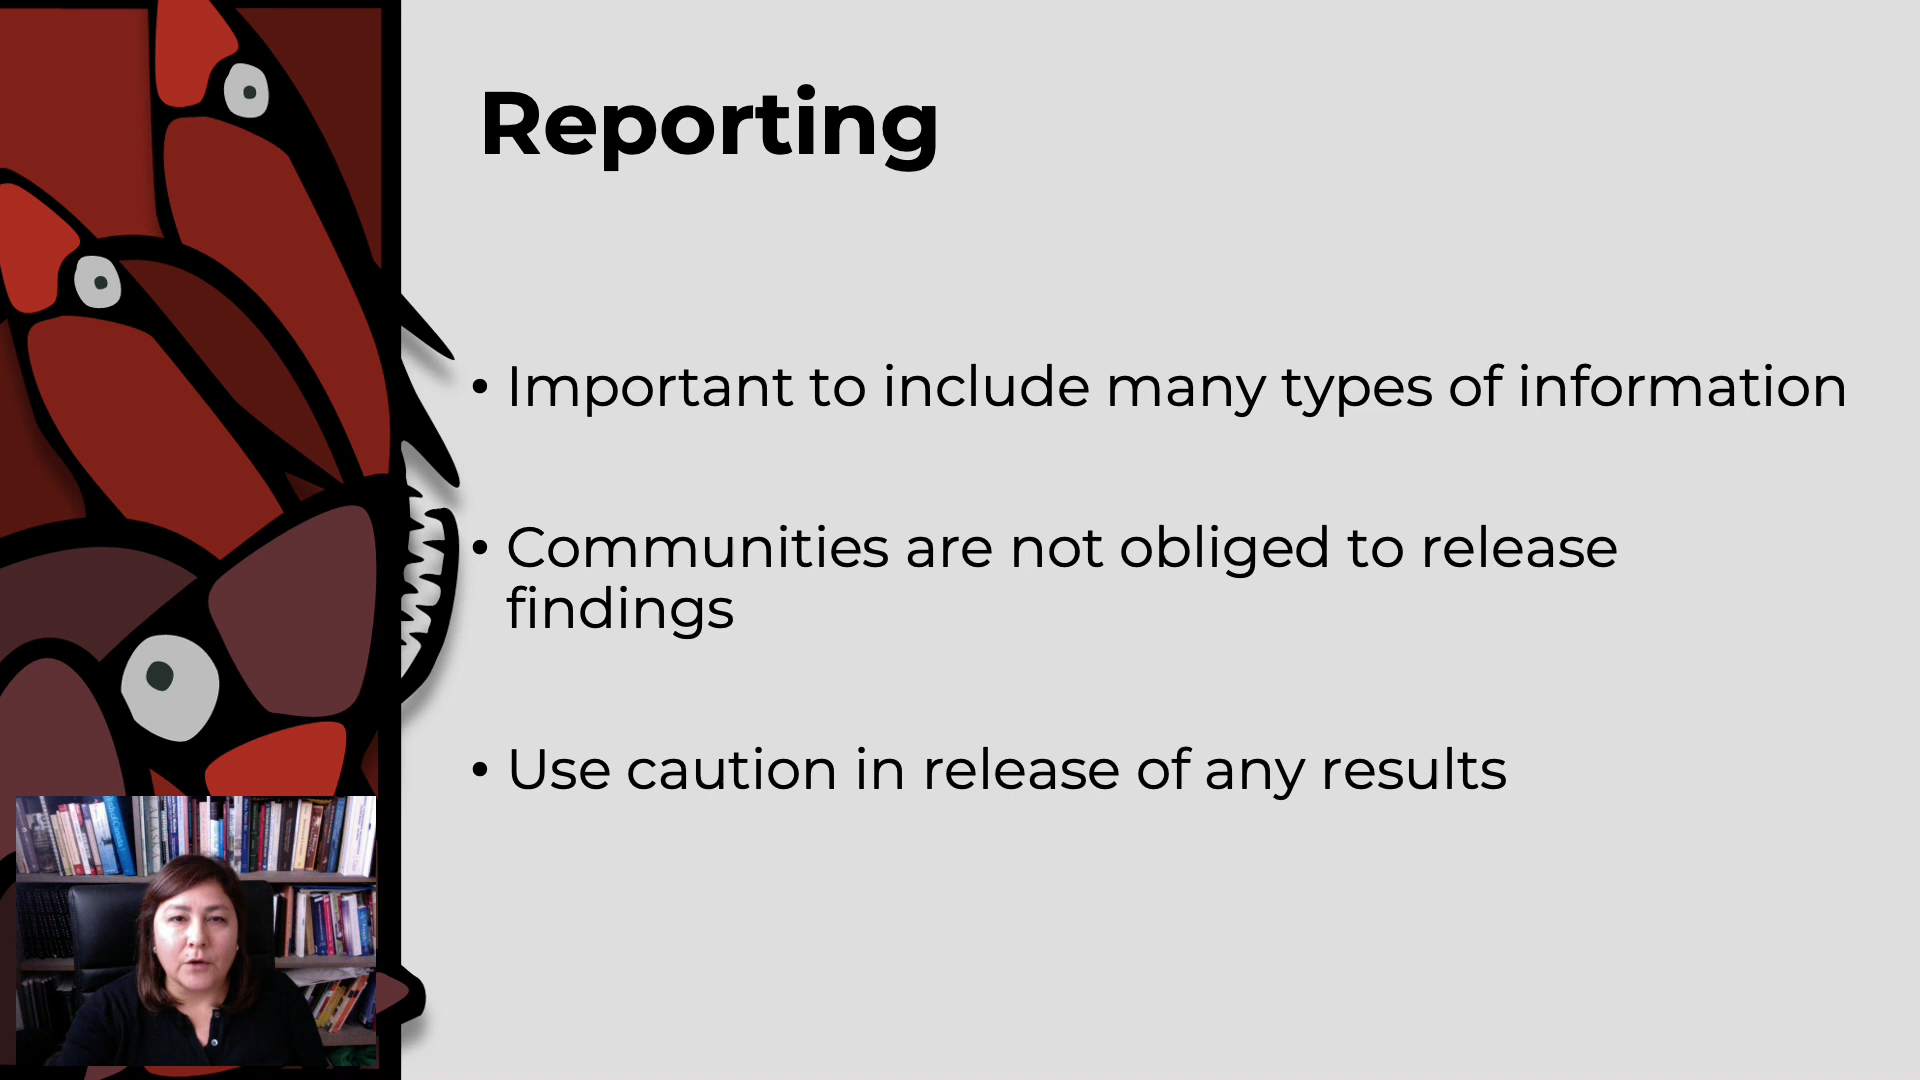 Reporting
• Important to include many types of information
• Communities are not obliged to release
findings
• Use caution in release of any results